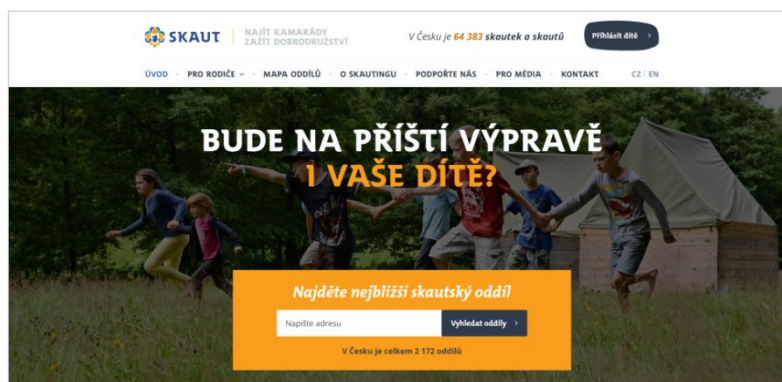 SKAUT
NAJÍT KAMARÁDY
ZAŽÍT DOBRODRUŽSTVÍ
V Česku je 64 383 skautek a skautů
Přihlásit dítě
ÚVOD
PRO RODIČE
MAPA ODDÍLŮ
O SKAUTINGU
PODPOŘTE NÁS
PRO MÉDIA
KONTAKT
CZ | EN
BUDE NA PŘÍŠTÍ VÝPRAVĚ
I VAŠE DÍTĚ?
Najděte nejbližší skautský oddíl
Napište adresu
Vyhledat oddíly
V Česku je celkem 2 172 oddílů